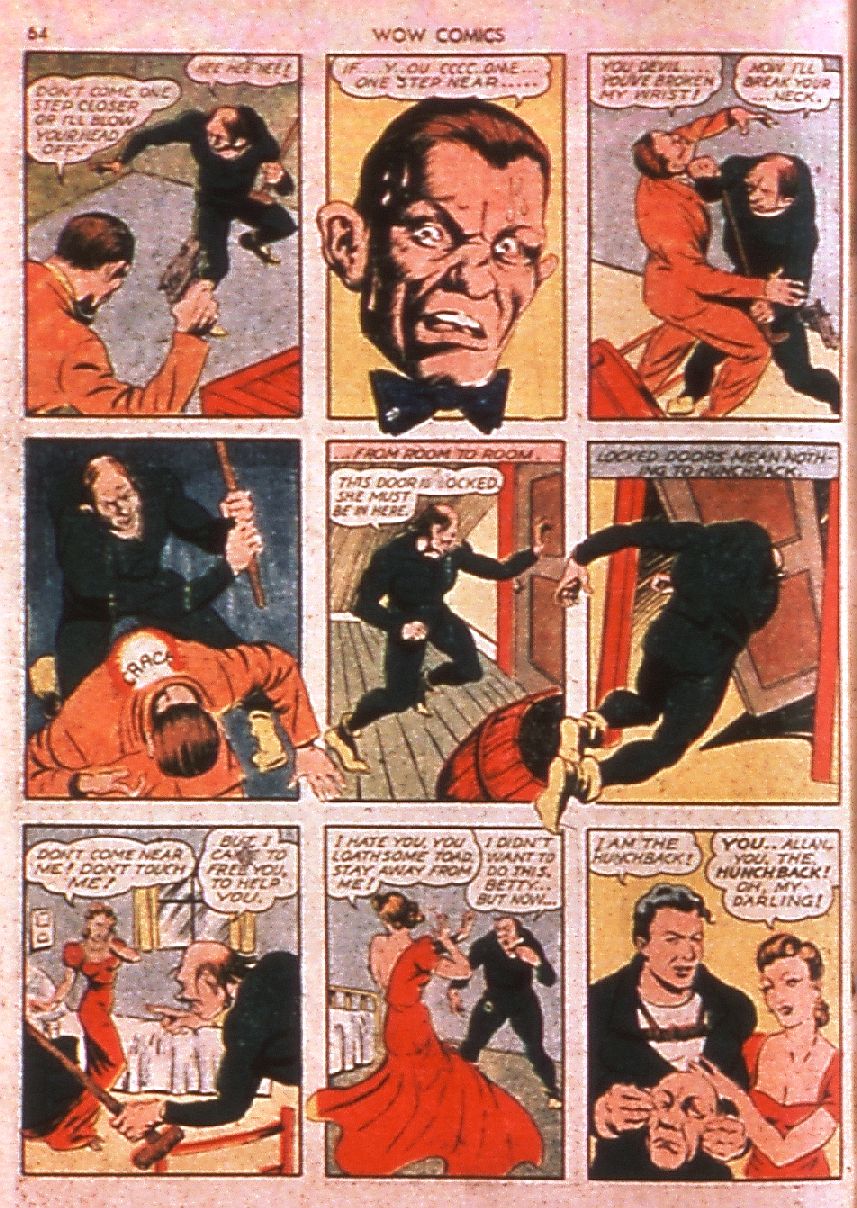 64
WOW COMICS
DON'T COME ONE
STEP CLOSER
OR I'LL BLOW
YOUR HEAD
OFF!
HEE HEE HEE!
IF... Y..OU CCCC..OME...
ONE STEP NEAR......
YOU DEVIL.....
YOU'VE BROKEN
MY WRIST!
NOW I'LL
BREAK YOUR
...NECK.
CRACK
...FROM ROOM TO ROOM.
THIS DOOR IS LOCKED.
SHE MUST
BE IN HERE.
LOCKED DOORS MEAN NOTH-
ING TO HUNCHBACK.
DON'T COME NEAR
ME! DON'T TOUCH
ME!
BUT I
CAME TO
FREE YOU,
TO HELP
YOU.
I HATE YOU, YOU
LOATHSOME TOAD.
STAY AWAY FROM
ME!
I DIDN'T
WANT TO
DO THIS,
BETTY...
BUT NOW...
I AM THE
HUNCHBACK!
YOU... ALLAN,
YOU, THE
HUNCHBACK!
OH, MY
DARLING!